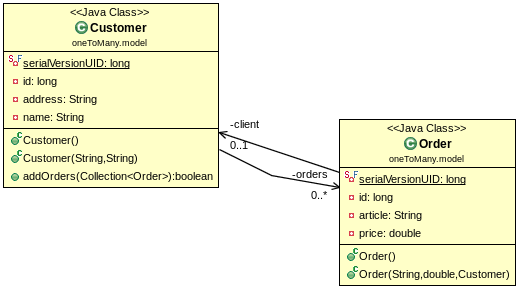 <<Java Class>>
Customer
oneToMany.model
serialVersionUID: long
id: long
address: String
name: String
Customer()
Customer(String,String)
addOrders(Collection<Order>):boolean
-client
0..1
-orders
0..*
<<Java Class>>
Order
oneToMany.model
serialVersionUID: long
id: long
article: String
price: double
Order()
Order(String,double,Customer)